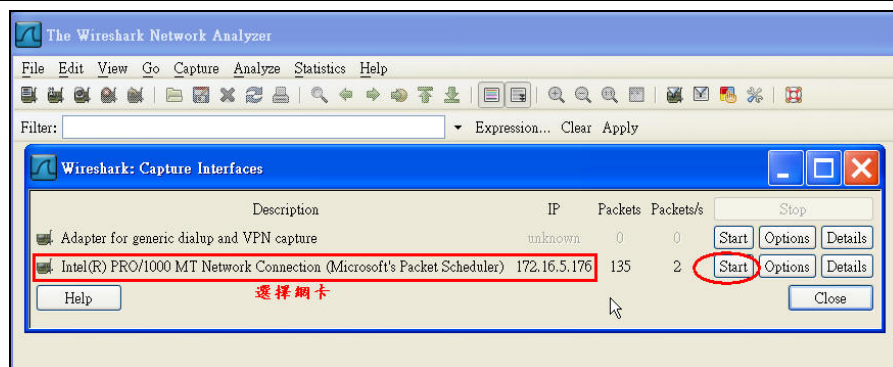 The Wireshark Network Analyzer
File Edit View Go Capture Analyze Statistics Help
Filter: Expression... Clear Apply
Wireshark: Capture Interfaces
Description IP Packets Packets/s Stop
Adapter for generic dialup and VPN capture unknown 0 0 Start Options Details
Intel(R) PRO/1000 MT Network Connection (Microsoft's Packet Scheduler) 172.16.5.176 135 2 Start Options Details
Help 選擇網卡 Close